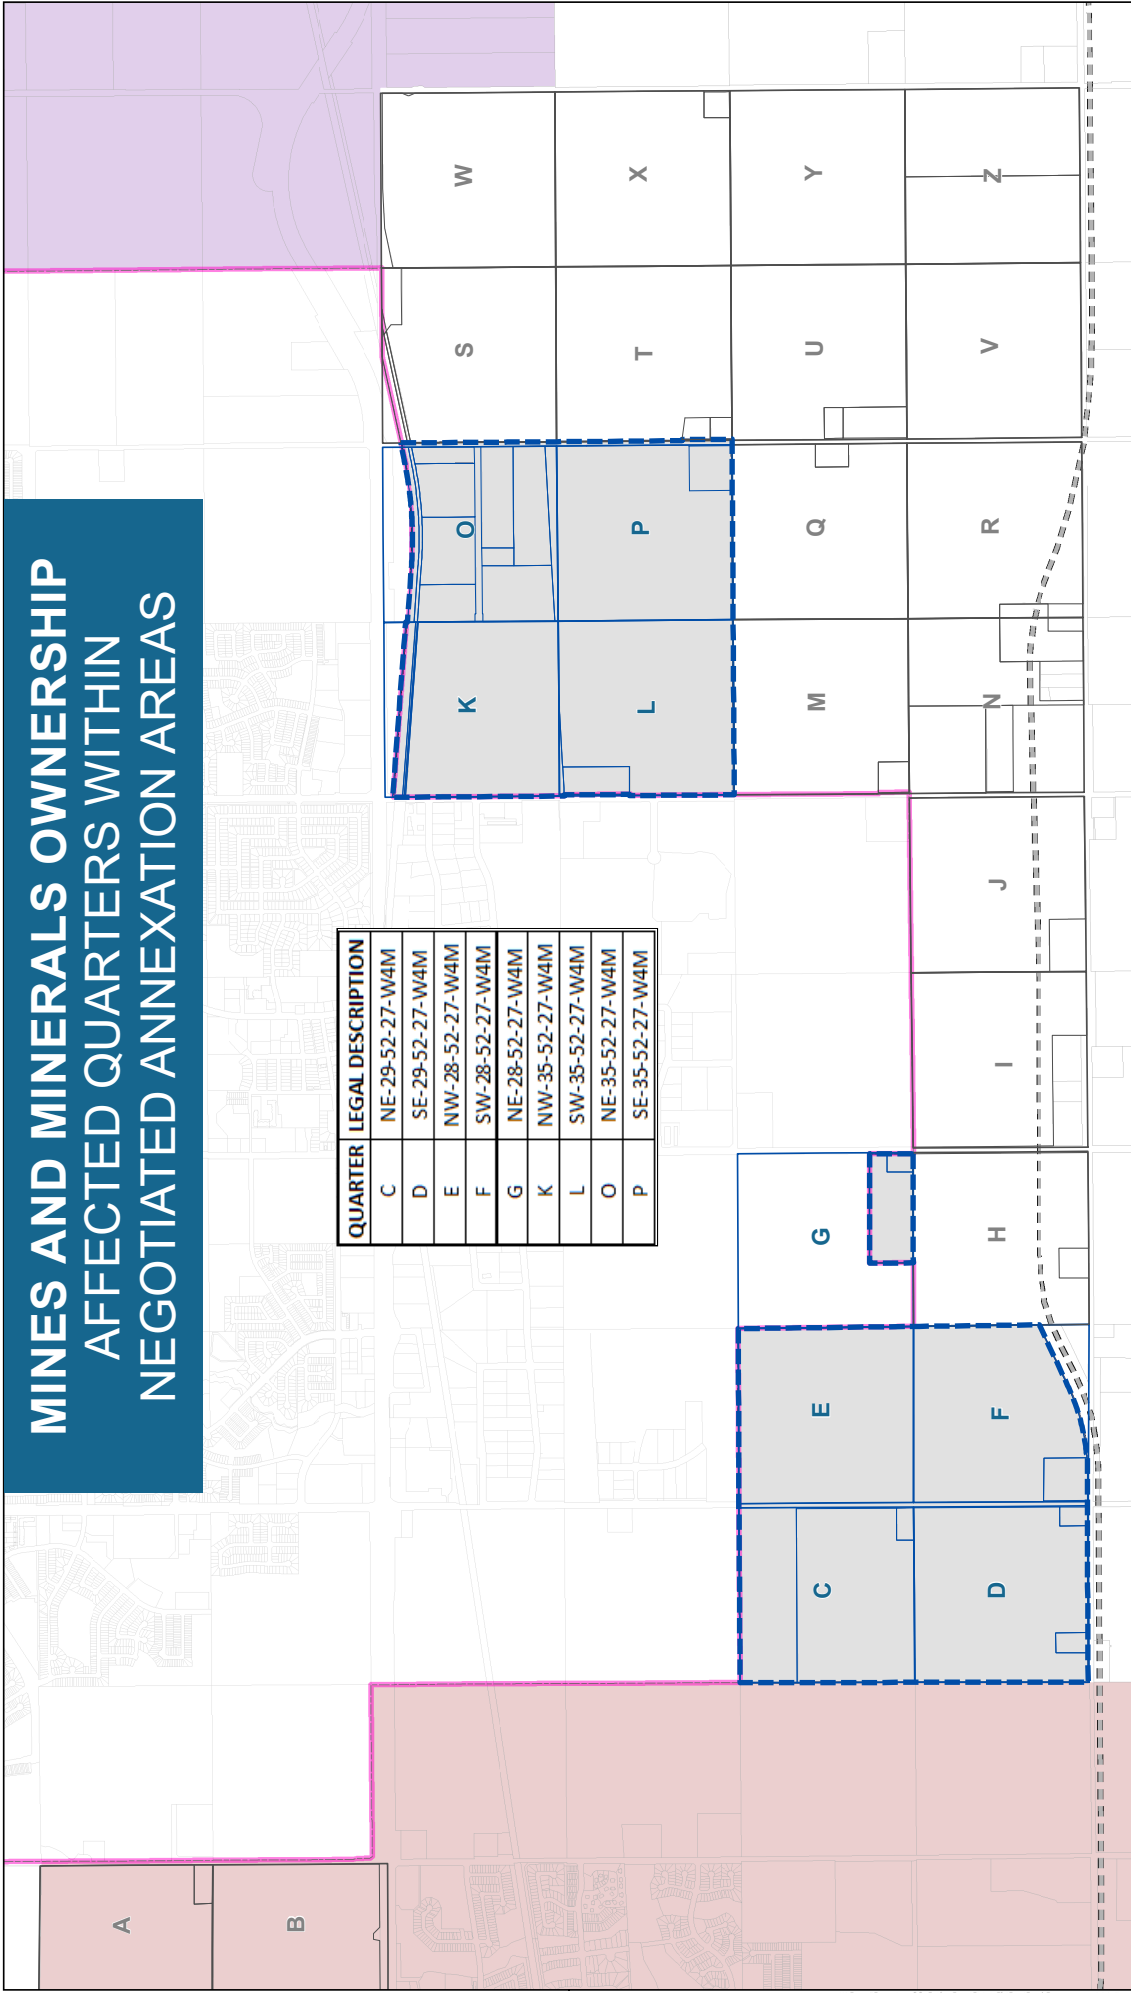 MINES AND MINERALS OWNERSHIP
AFFECTED QUARTERS WITHIN
NEGOTIATED ANNEXATION AREAS
QUARTER LEGAL DESCRIPTION
C NE-29-52-27-W4M
D SE-29-52-27-W4M
E NW-28-52-27-W4M
F SW-28-52-27-W4M
G NE-28-52-27-W4M
K NW-35-52-27-W4M
L SW-35-52-27-W4M
O NE-35-52-27-W4M
P SE-35-52-27-W4M
A
B
C
D
E
F
G
H
I
J
K
L
M
N
O
P
Q
R
S
T
U
V
W
X
Y
Z